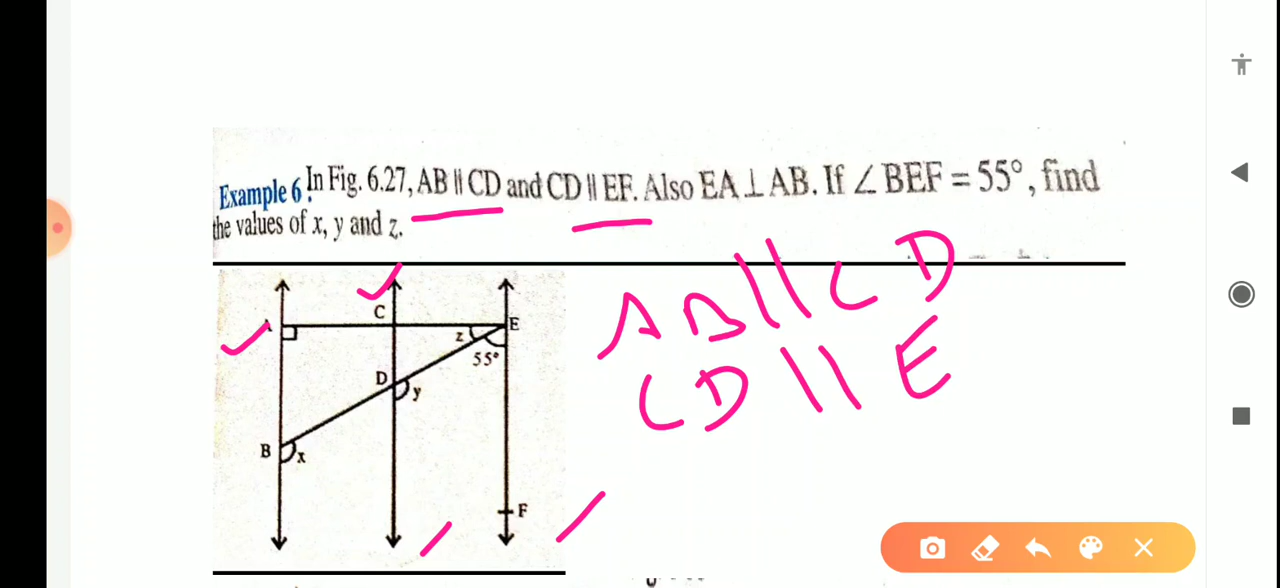 Example 6: In Fig. 6.27, AB || CD and CD || EF. Also EA ⊥ AB. If ∠ BEF = 55°, find
the values of x, y and z.
AB || CD
CD || E
A
C
E
z
55°
D
y
B
x
F